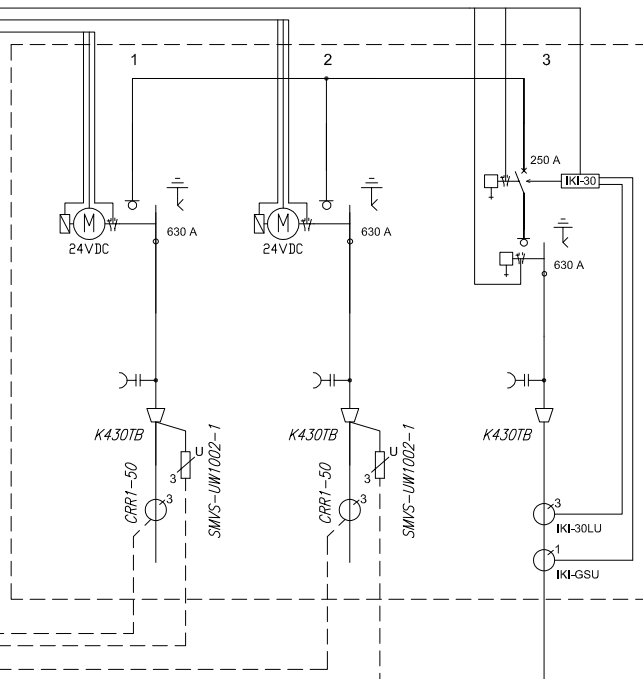 1
2
3
250 A
IKI-30
M
630 A
24VDC
M
630 A
24VDC
630 A
K430TB
K430TB
K430TB
U
3
SMVS-UW1002-1
CRR1-50
3
U
3
SMVS-UW1002-1
CRR1-50
3
3
IKI-30LU
1
IKI-GSU